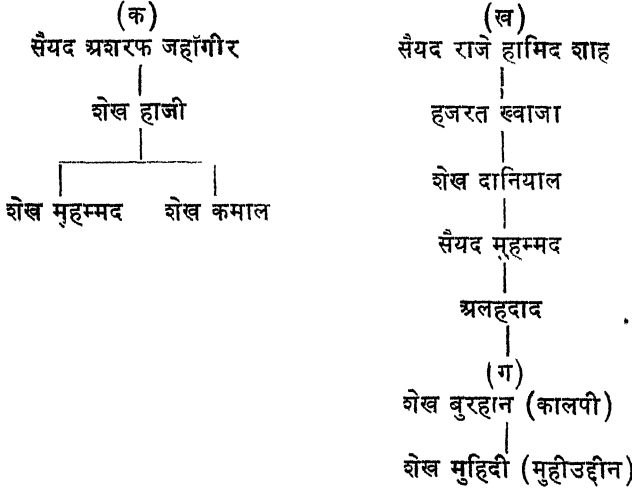 (क)
सैयद अशरफ जहाँगीर
शेख हाजी
शेख मुहम्मद शेख कमाल
(ख)
सैयद राजे हामिद शाह
हजरत ख्वाजा
शेख दानियाल
सैयद मुहम्मद
अलहदाद
(ग)
शेख बुरहान (कालपी)
शेख मुहिदी (मुहीउद्दीन)